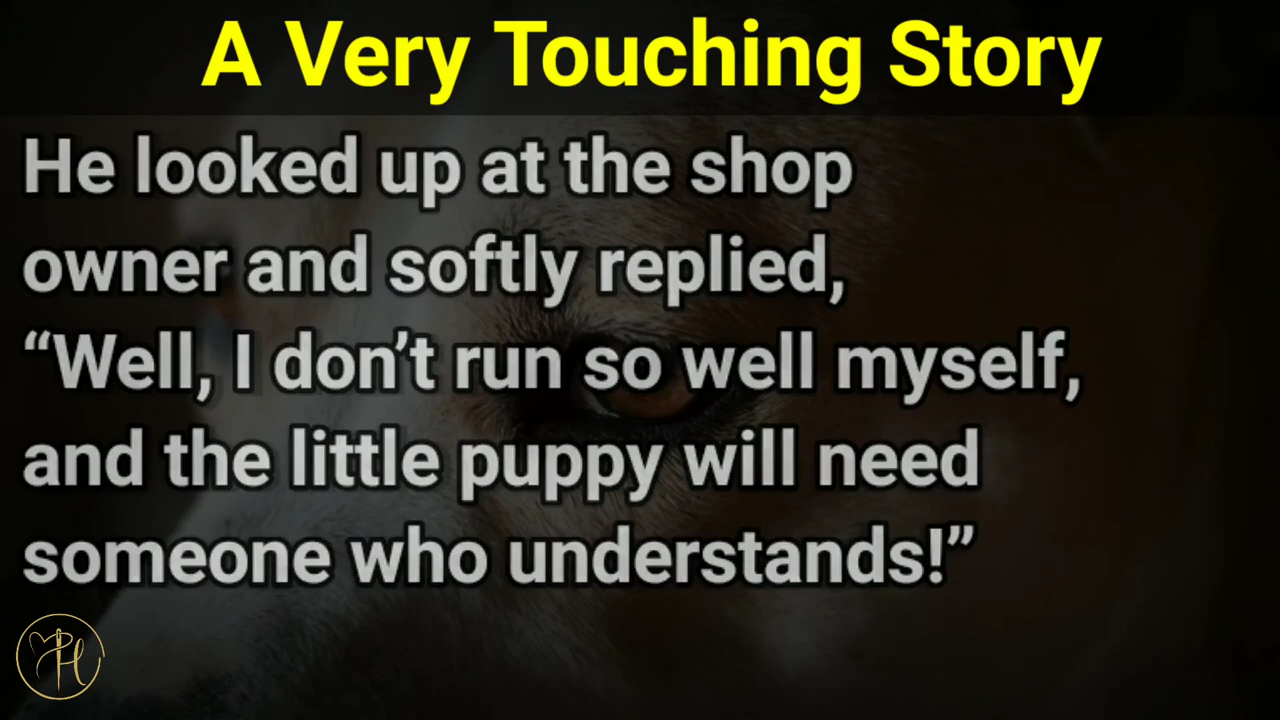 A Very Touching Story
He looked up at the shop
owner and softly replied,
“Well, I don’t run so well myself,
and the little puppy will need
someone who understands!”